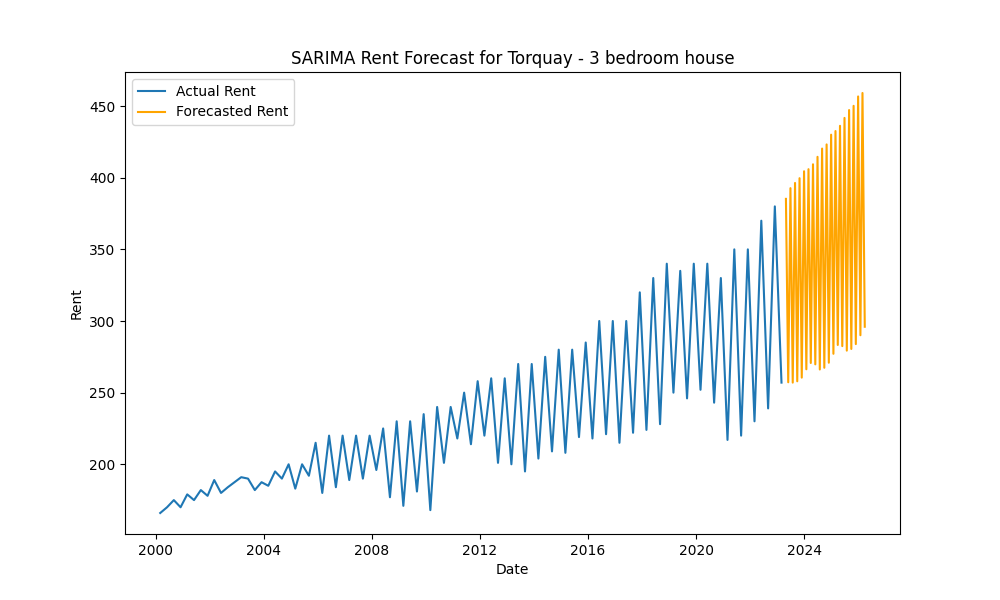 SARIMA Rent Forecast for Torquay - 3 bedroom house
Actual Rent
Forecasted Rent
450
400
350
300
250
200
Rent
2000 2004 2008 2012 2016 2020 2024
Date